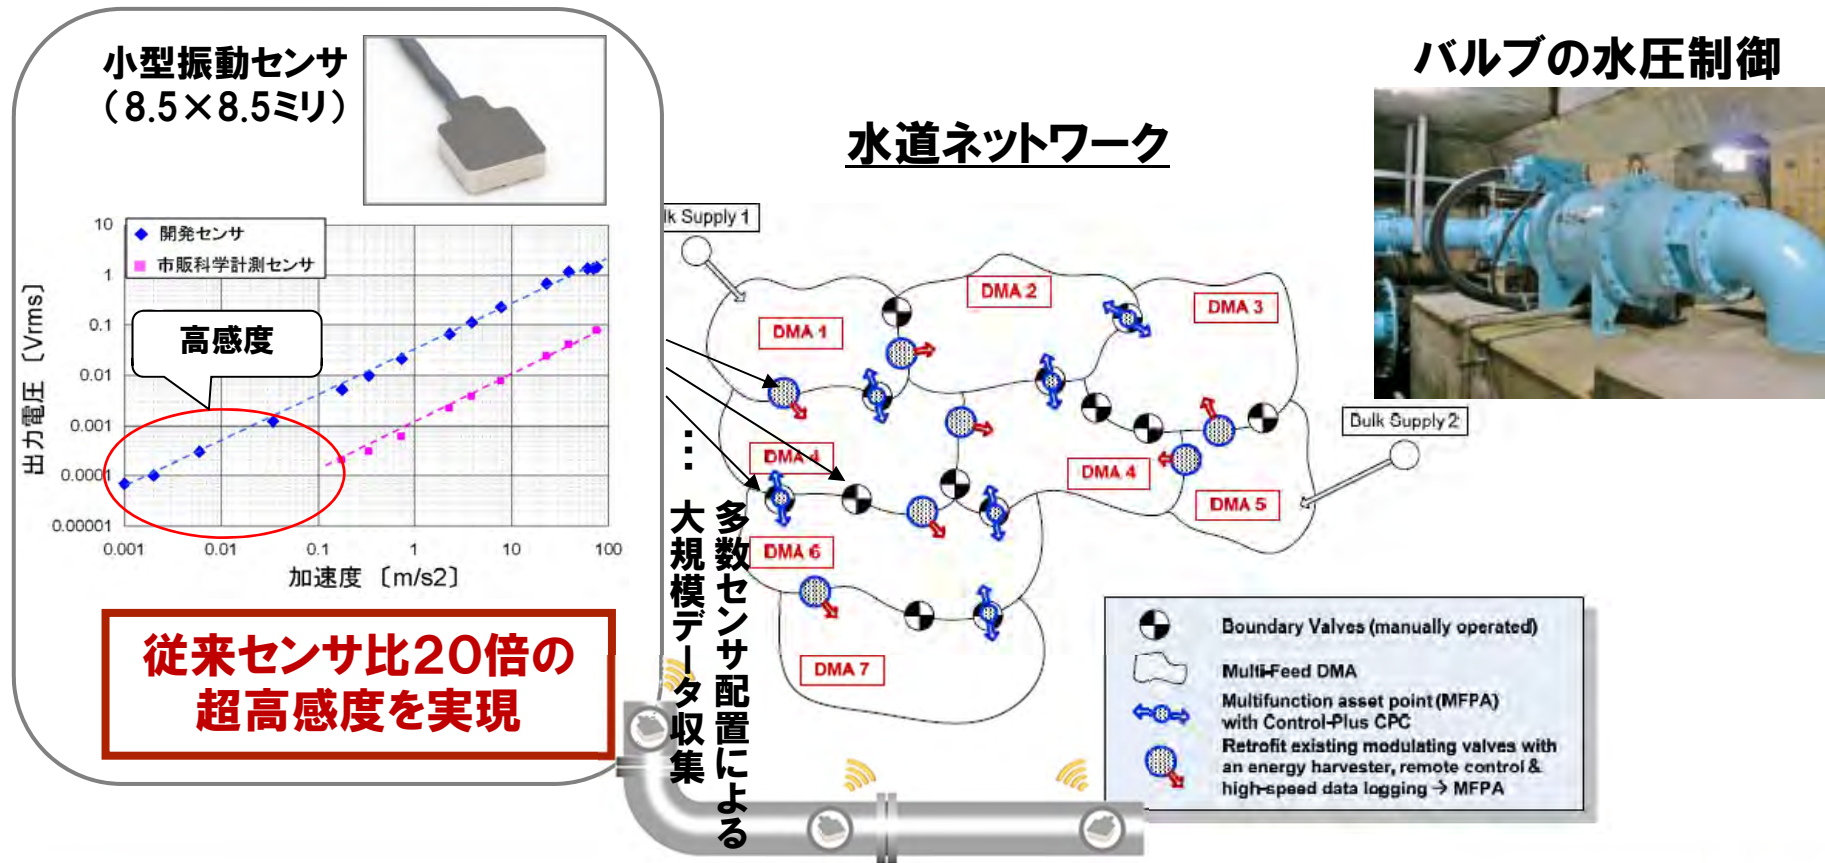 小型振動センサ
（8.5×8.5ミリ）
10
1
0.1
0.01
0.001
0.0001
0.00001
出力電圧 〔Vrms〕
開発センサ
市販科学計測センサ
高感度
0.001
0.01
0.1
1
10
100
加速度 〔m/s2〕
従来センサ比20倍の
超高感度を実現
水道ネットワーク
バルブの水圧制御
lk Supply 1
DMA 1
DMA 2
DMA 3
Bulk Supply 2
DMA 4
DMA 4
DMA 5
DMA 6
DMA 7
…
多数センサ配置による
大規模データ収集
Boundary Valves (manually operated)
Multi-Feed DMA
Multifunction asset point (MFPA)
with Control-Plus CPC
Retrofit existing modulating valves with
an energy harvester, remote control &
high-speed data logging → MFPA